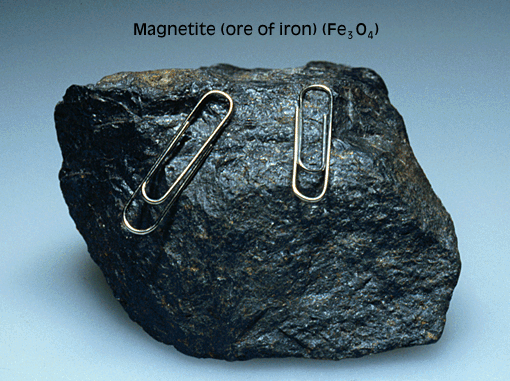 Magnetite (ore of iron) (Fe₃O₄)